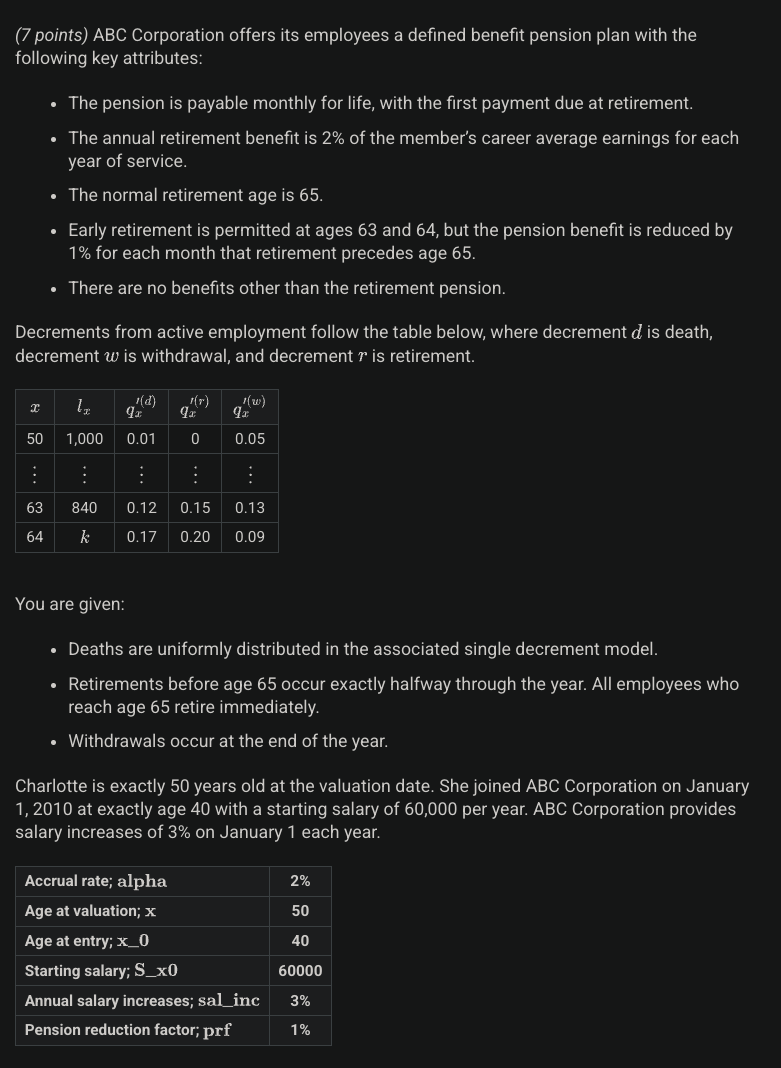 (7 points) ABC Corporation offers its employees a defined benefit pension plan with the
following key attributes:
• The pension is payable monthly for life, with the first payment due at retirement.
• The annual retirement benefit is 2% of the member's career average earnings for each
year of service.
• The normal retirement age is 65.
• Early retirement is permitted at ages 63 and 64, but the pension benefit is reduced by
1% for each month that retirement precedes age 65.
• There are no benefits other than the retirement pension.
Decrements from active employment follow the table below, where decrement d is death,
decrement w is withdrawal, and decrement r is retirement.
x l_x q'_x^(d) q'_x^(r) q'_x^(w)
50 1,000 0.01 0 0.05
⋮ ⋮ ⋮ ⋮ ⋮
63 840 0.12 0.15 0.13
64 k 0.17 0.20 0.09
You are given:
• Deaths are uniformly distributed in the associated single decrement model.
• Retirements before age 65 occur exactly halfway through the year. All employees who
reach age 65 retire immediately.
• Withdrawals occur at the end of the year.
Charlotte is exactly 50 years old at the valuation date. She joined ABC Corporation on January
1, 2010 at exactly age 40 with a starting salary of 60,000 per year. ABC Corporation provides
salary increases of 3% on January 1 each year.
Accrual rate; alpha 2%
Age at valuation; x 50
Age at entry; x_0 40
Starting salary; S_x0 60000
Annual salary increases; sal_inc 3%
Pension reduction factor; prf 1%